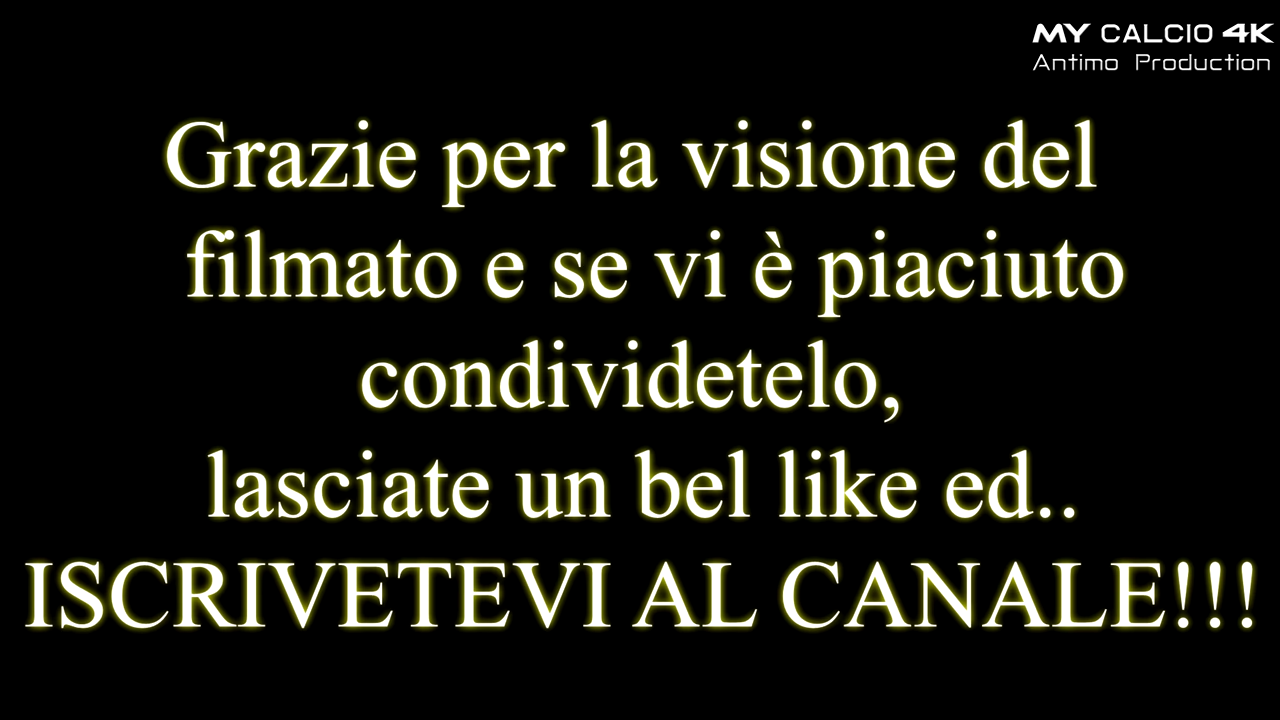 MY CALCIO 4K
Antimo Production
Grazie per la visione del
filmato e se vi è piaciuto
condividetelo,
lasciate un bel like ed..
ISCRIVETEVI AL CANALE!!!